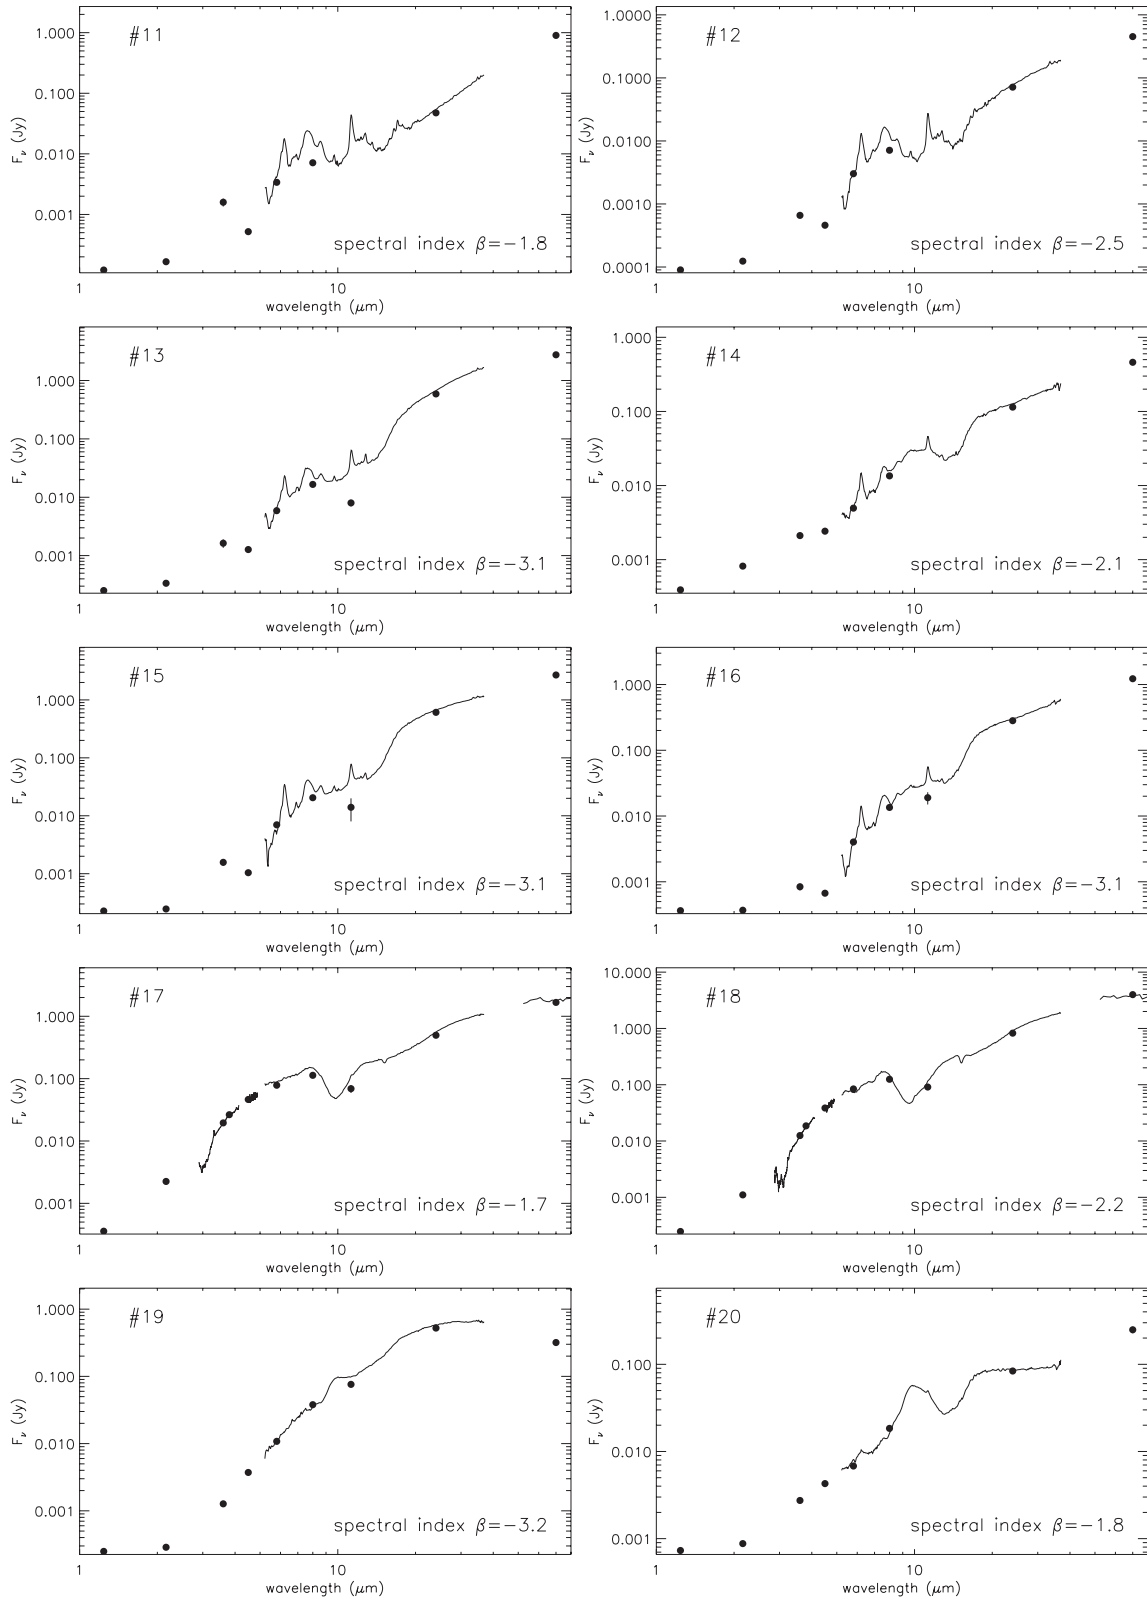 #11
1.000
0.100
0.010
0.001
F_ν (Jy)
spectral index β=−1.8
1
10
wavelength (μm)
#12
1.0000
0.1000
0.0100
0.0010
0.0001
F_ν (Jy)
spectral index β=−2.5
1
10
wavelength (μm)
#13
1.000
0.100
0.010
0.001
F_ν (Jy)
spectral index β=−3.1
1
10
wavelength (μm)
#14
1.000
0.100
0.010
0.001
F_ν (Jy)
spectral index β=−2.1
1
10
wavelength (μm)
#15
1.000
0.100
0.010
0.001
F_ν (Jy)
spectral index β=−3.1
1
10
wavelength (μm)
#16
1.000
0.100
0.010
0.001
F_ν (Jy)
spectral index β=−3.1
1
10
wavelength (μm)
#17
1.000
0.100
0.010
0.001
F_ν (Jy)
spectral index β=−1.7
1
10
wavelength (μm)
#18
10.000
1.000
0.100
0.010
0.001
F_ν (Jy)
spectral index β=−2.2
1
10
wavelength (μm)
#19
1.000
0.100
0.010
0.001
F_ν (Jy)
spectral index β=−3.2
1
10
wavelength (μm)
#20
0.100
0.010
0.001
F_ν (Jy)
spectral index β=−1.8
1
10
wavelength (μm)